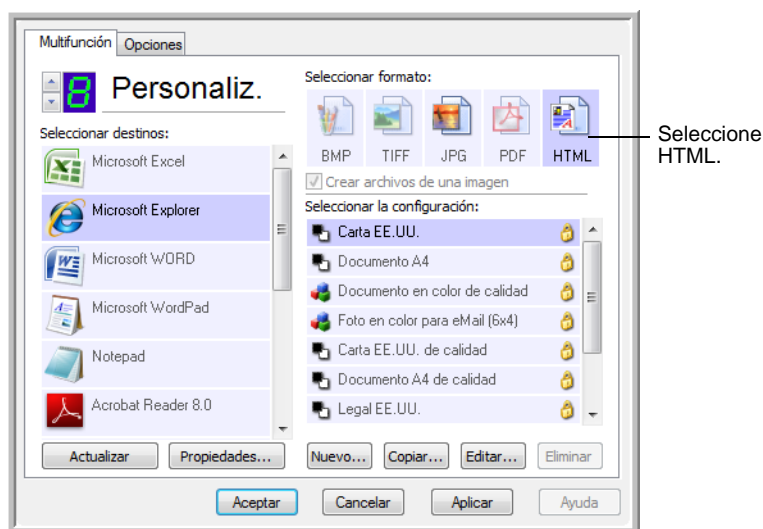 Multifunción
Opciones
8
Personaliz.
Seleccionar destinos:
Microsoft Excel
Microsoft Explorer
Microsoft WORD
Microsoft WordPad
Notepad
Acrobat Reader 8.0
Actualizar
Propiedades...
Seleccionar formato:
BMP
TIFF
JPG
PDF
HTML
Crear archivos de una imagen
Seleccionar la configuración:
Carta EE.UU.
Documento A4
Documento en color de calidad
Foto en color para eMail (6x4)
Carta EE.UU. de calidad
Documento A4 de calidad
Legal EE.UU.
Nuevo...
Copiar...
Editar...
Eliminar
Aceptar
Cancelar
Aplicar
Ayuda
Seleccione
HTML.